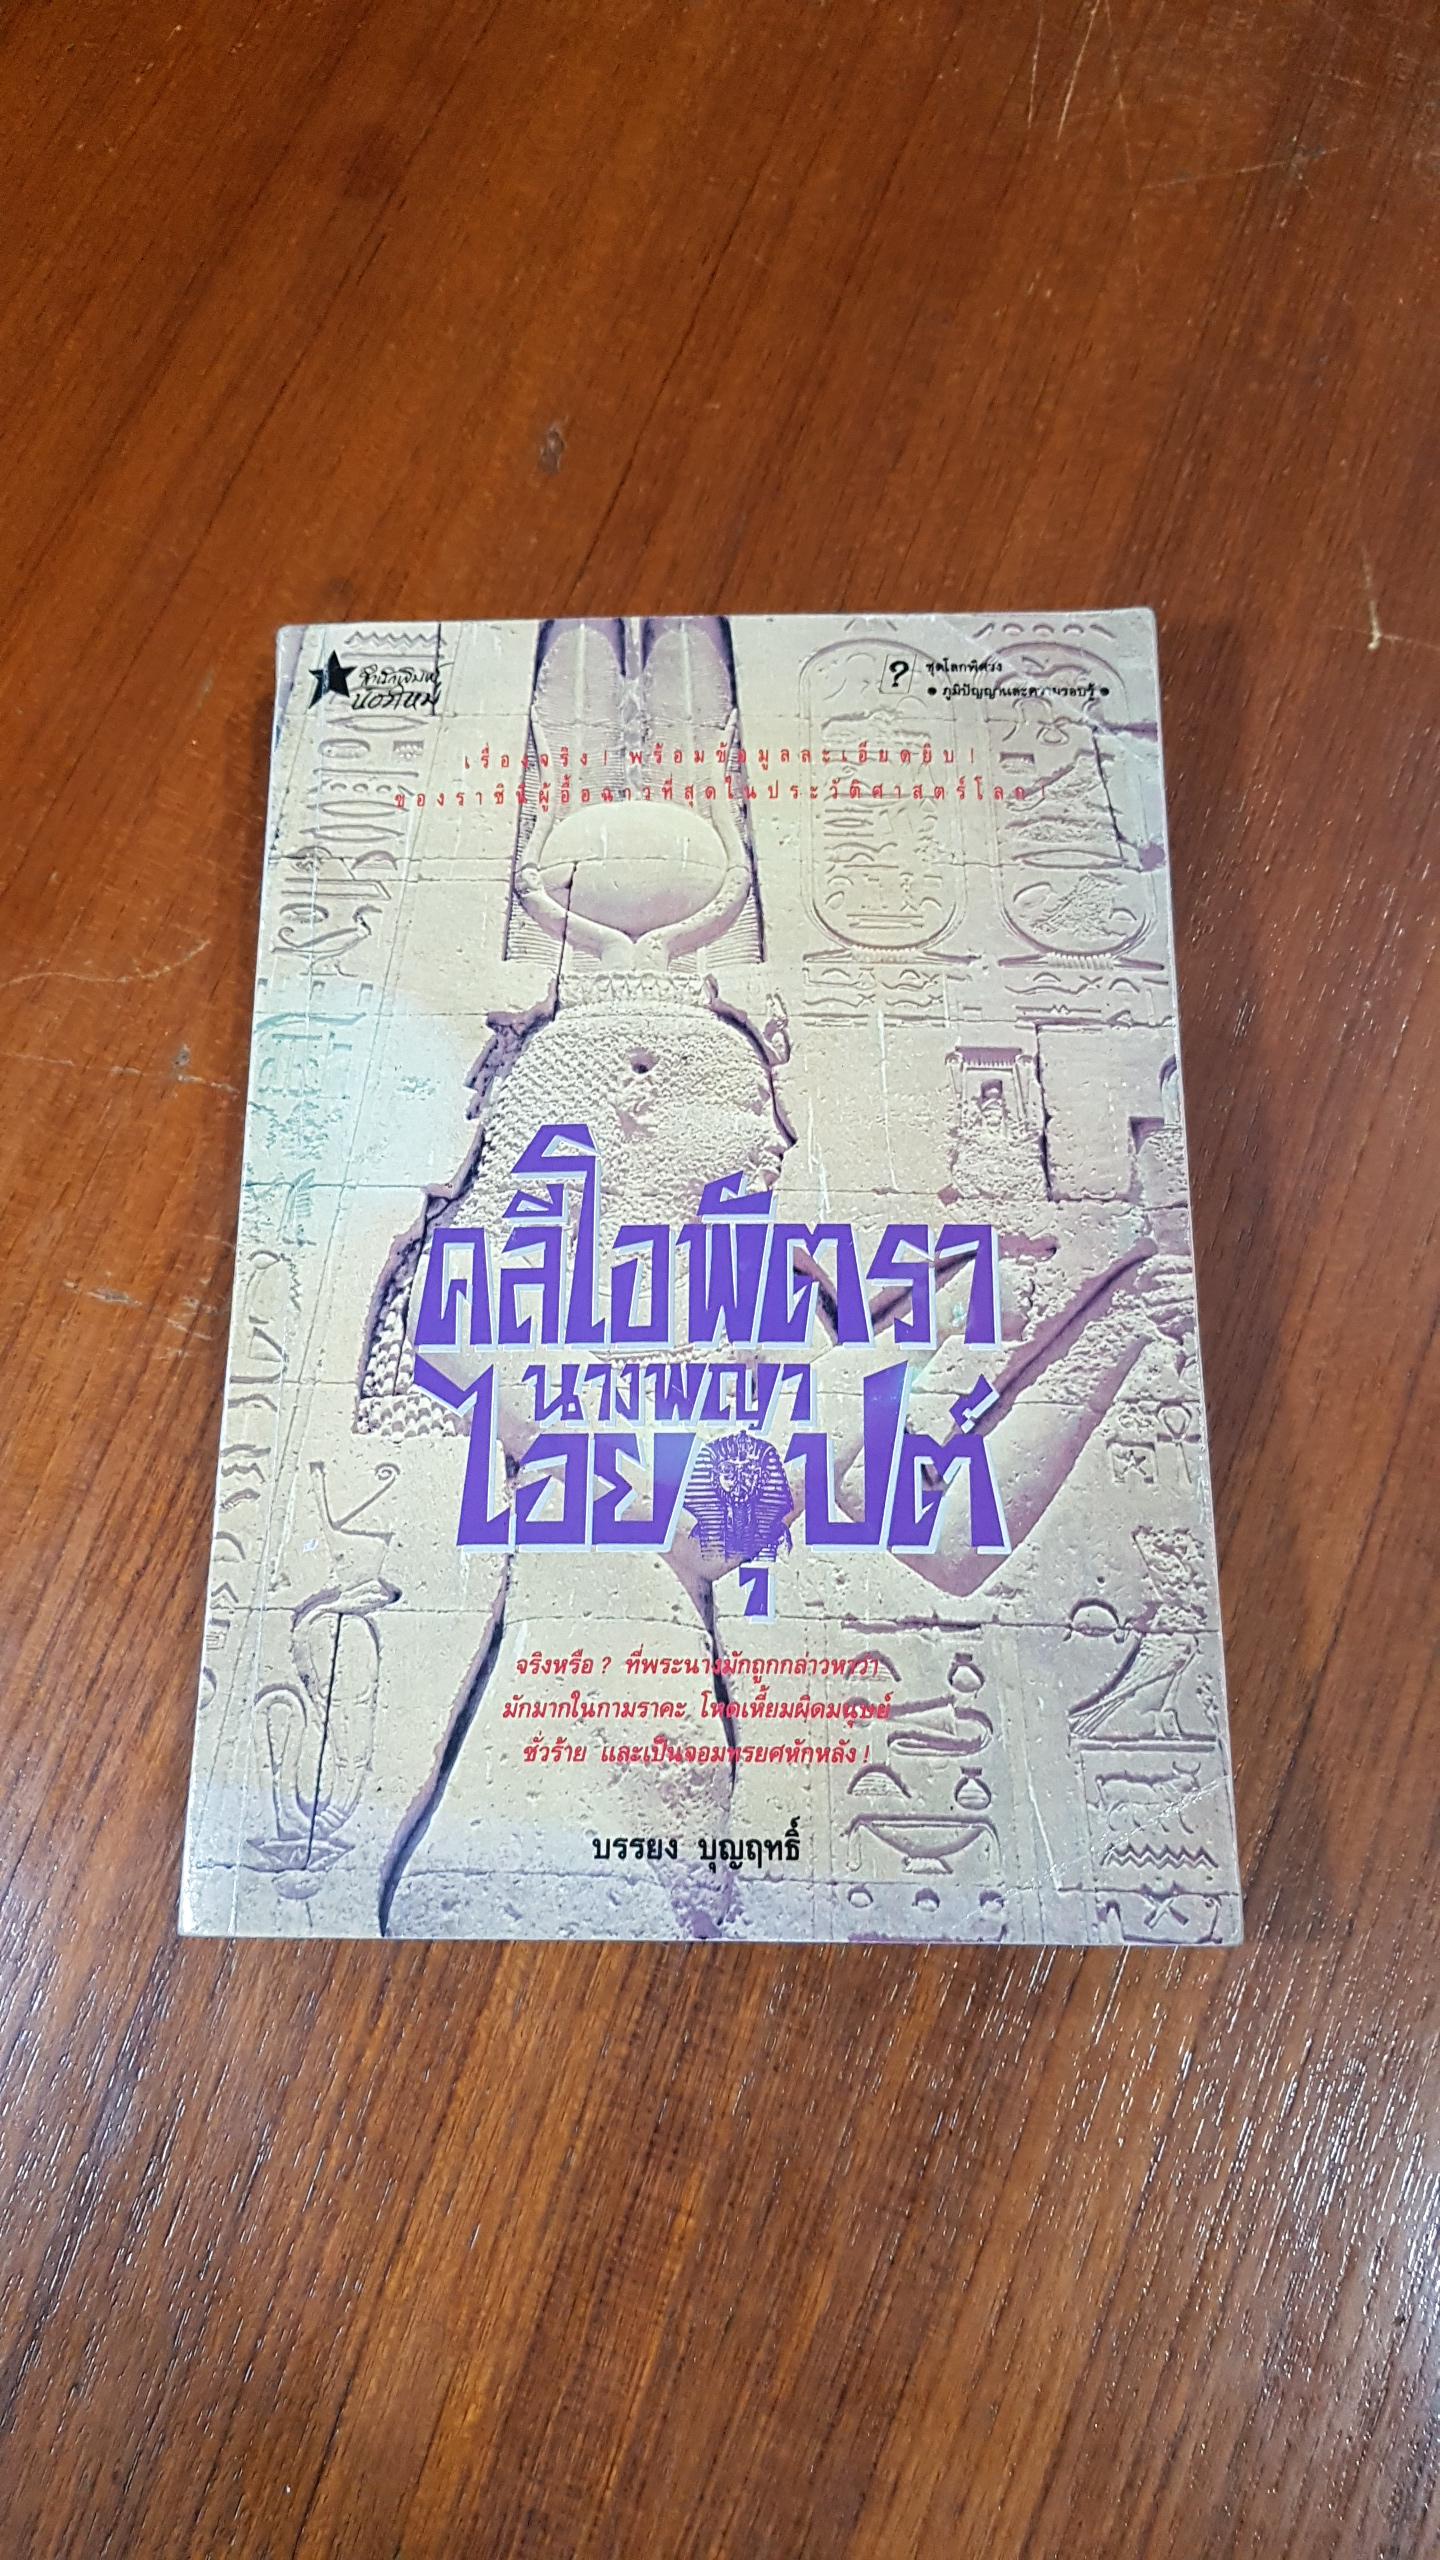 สำนักพิมพ์
? ชุดโลกพิศวง
• ภูมิปัญญาและความรอบรู้ •
เรื่องจริง! พร้อมข้อมูลละเอียดยิบ!
ของราชินีผู้อื้อฉาวที่สุดในประวัติศาสตร์โลก!
คลีโอพัตรา
นางพญา
ไอยคุปต์
จริงหรือ? ที่พระนางมักถูกกล่าวหาว่า
มักมากในกามราคะ โหดเหี้ยมผิดมนุษย์
ชั่วร้าย และเป็นจอมทรยศหักหลัง!
บรรยง บุญฤทธิ์